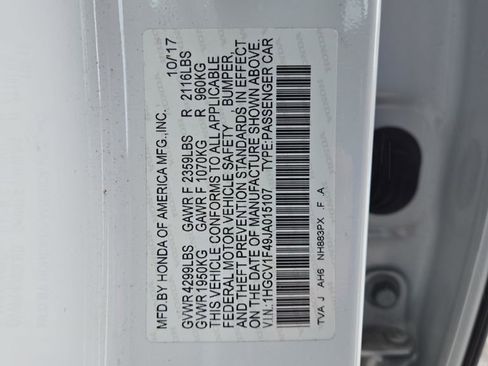 MFD BY HONDA OF AMERICA MFG.,INC. 10/17
GVWR 4299LBS GAWR F 2359LBS R 2116LBS
GVWR 1950KG GAWR F 1070KG R 960KG
THIS VEHICLE CONFORMS TO ALL APPLICABLE
FEDERAL MOTOR VEHICLE SAFETY, BUMPER,
AND THEFT PREVENTION STANDARDS IN EFFECT
ON THE DATE OF MANUFACTURE SHOWN ABOVE.
V.I.N.:1HGCV1F49JA015107 TYPE:PASSENGER CAR
TVA J AH6 NH883PX F A